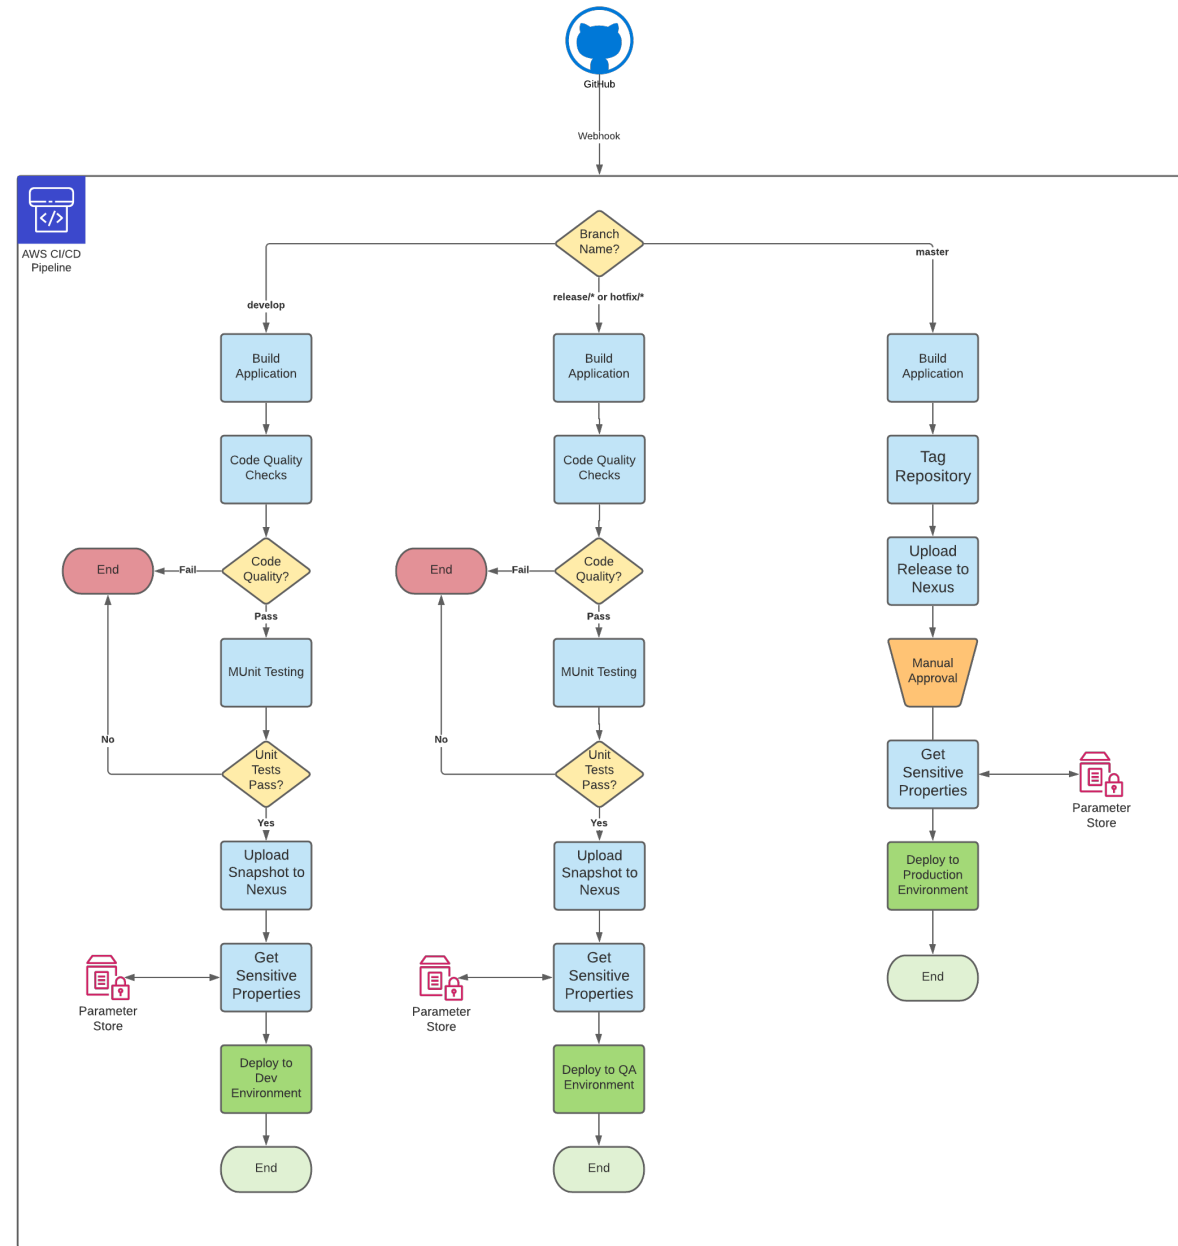 GitHub
Webhook
AWS CI/CD
Pipeline
Branch
Name?
develop
release/* or hotfix/*
master
Build
Application
Build
Application
Build
Application
Code Quality
Checks
Code Quality
Checks
Tag
Repository
End
Fail
Code
Quality?
End
Fail
Code
Quality?
Upload
Release to
Nexus
Pass
Pass
MUnit Testing
MUnit Testing
Manual
Approval
No
Unit
Tests
Pass?
No
Unit
Tests
Pass?
Get
Sensitive
Properties
Parameter
Store
Yes
Yes
Upload
Snapshot to
Nexus
Upload
Snapshot to
Nexus
Deploy to
Production
Environment
Parameter
Store
Get
Sensitive
Properties
Parameter
Store
Get
Sensitive
Properties
End
Deploy to
Dev
Environment
Deploy to QA
Environment
End
End